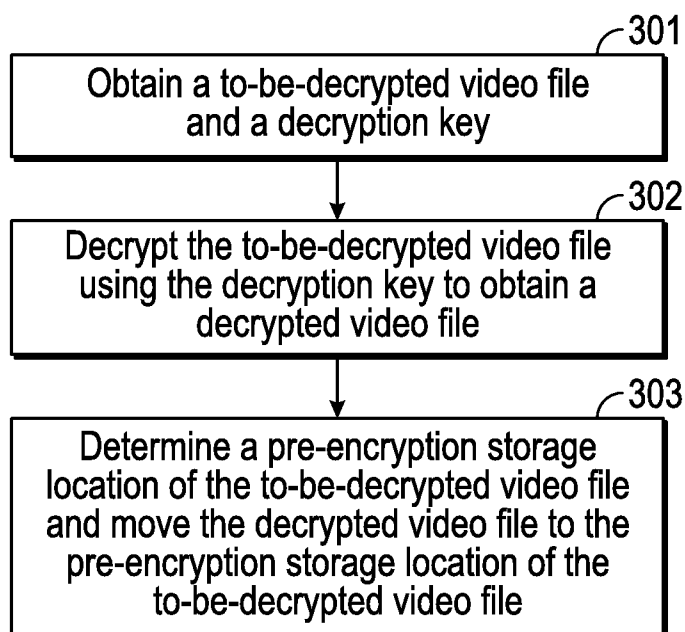 301
Obtain a to-be-decrypted video file
and a decryption key
302
Decrypt the to-be-decrypted video file
using the decryption key to obtain a
decrypted video file
303
Determine a pre-encryption storage
location of the to-be-decrypted video file
and move the decrypted video file to the
pre-encryption storage location of the
to-be-decrypted video file